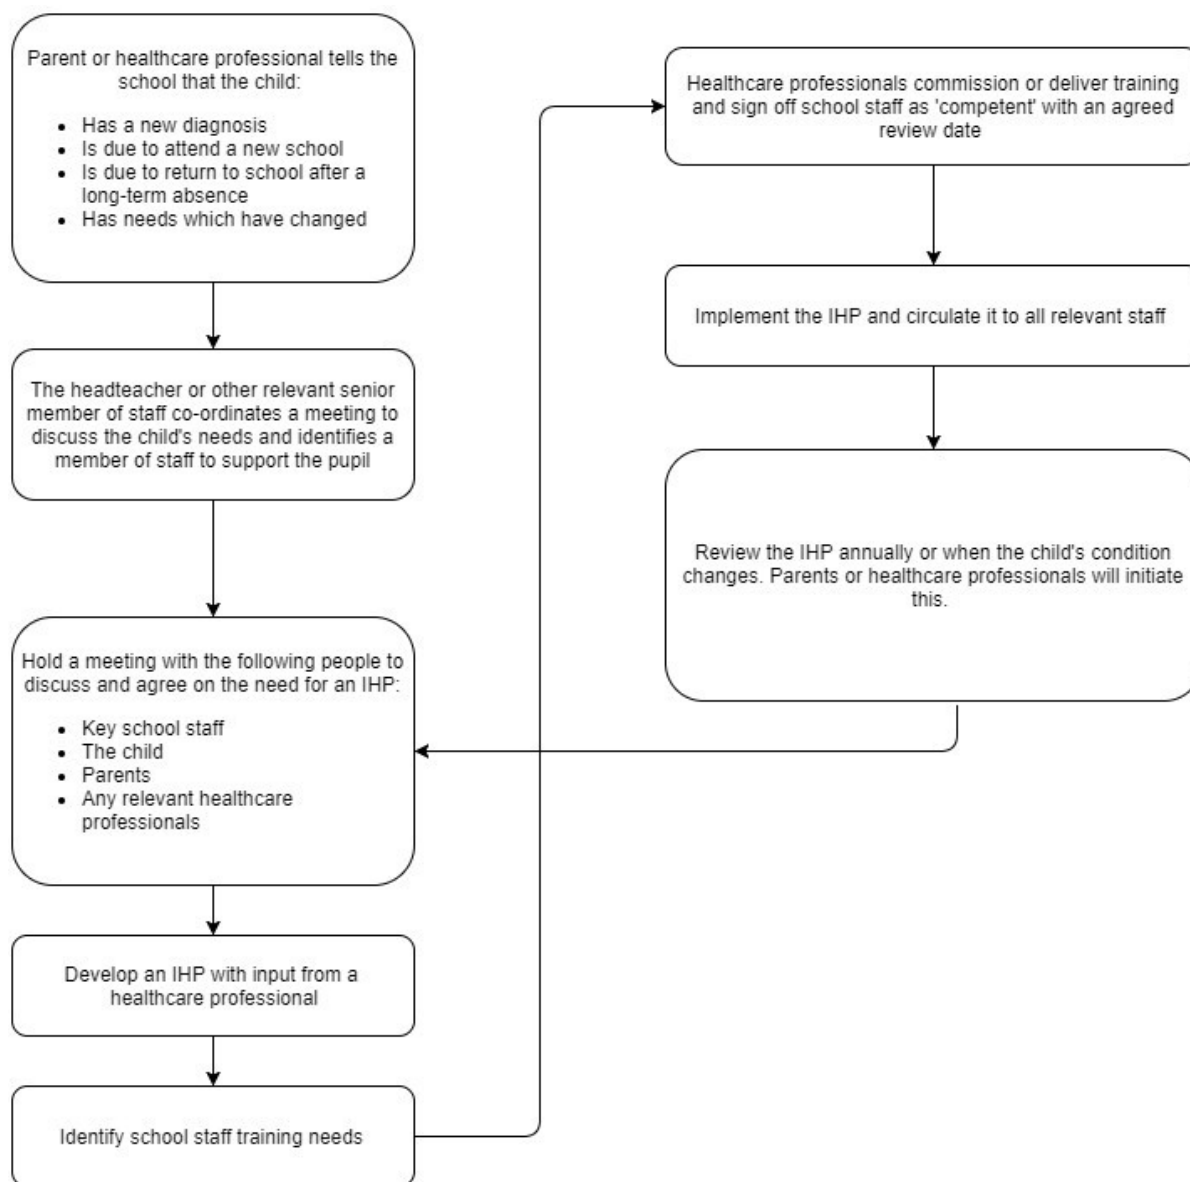 Parent or healthcare professional tells the
school that the child:
• Has a new diagnosis
• Is due to attend a new school
• Is due to return to school after a
long-term absence
• Has needs which have changed
The headteacher or other relevant senior
member of staff co-ordinates a meeting to
discuss the child's needs and identifies a
member of staff to support the pupil
Hold a meeting with the following people to
discuss and agree on the need for an IHP:
• Key school staff
• The child
• Parents
• Any relevant healthcare
professionals
Develop an IHP with input from a
healthcare professional
Identify school staff training needs
Healthcare professionals commission or deliver training
and sign off school staff as 'competent' with an agreed
review date
Implement the IHP and circulate it to all relevant staff
Review the IHP annually or when the child's condition
changes. Parents or healthcare professionals will initiate
this.